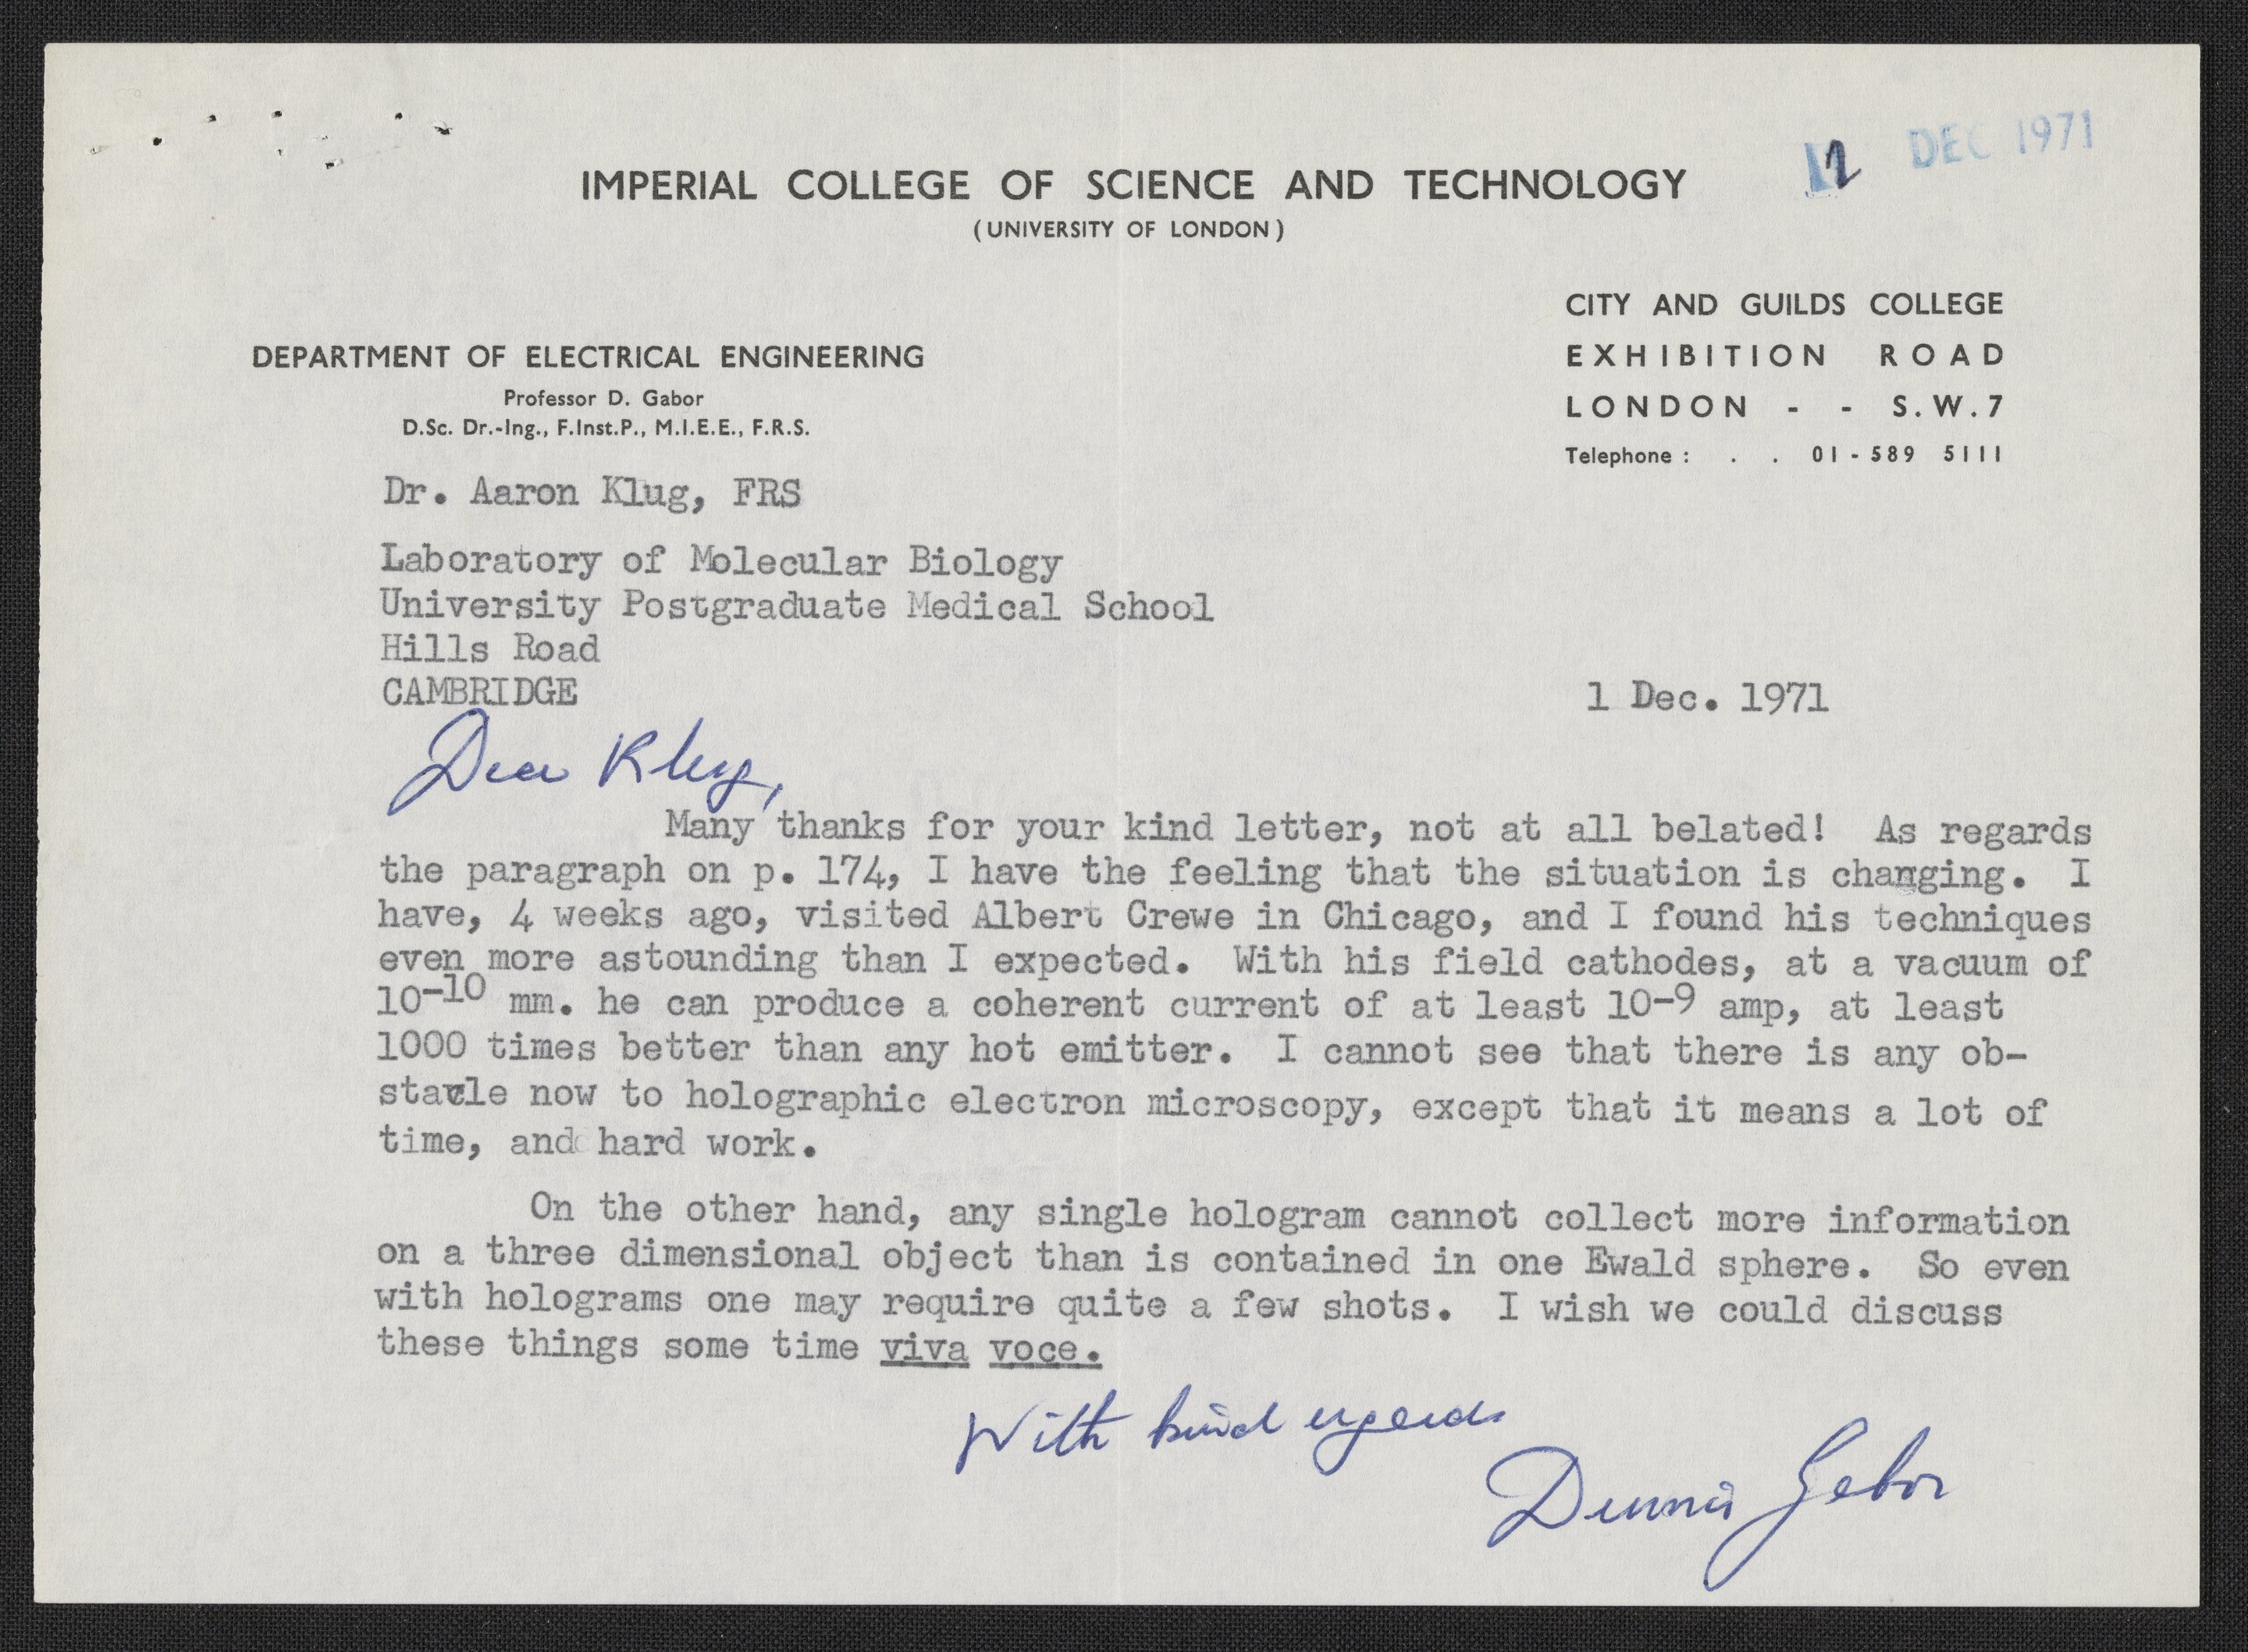 12 DEC 1971
IMPERIAL COLLEGE OF SCIENCE AND TECHNOLOGY
(UNIVERSITY OF LONDON)
CITY AND GUILDS COLLEGE
EXHIBITION ROAD
LONDON - - S.W.7
Telephone : . . 01-589 5111
DEPARTMENT OF ELECTRICAL ENGINEERING
Professor D. Gabor
D.Sc. Dr.-Ing., F.Inst.P., M.I.E.E., F.R.S.
Dr. Aaron Klug, FRS
Laboratory of Molecular Biology
University Postgraduate Medical School
Hills Road
CAMBRIDGE
1 Dec. 1971
Dear Klug,
Many thanks for your kind letter, not at all belated! As regards
the paragraph on p. 174, I have the feeling that the situation is changing. I
have, 4 weeks ago, visited Albert Crewe in Chicago, and I found his techniques
even more astounding than I expected. With his field cathodes, at a vacuum of
10-10 mm. he can produce a coherent current of at least 10-9 amp, at least
1000 times better than any hot emitter. I cannot see that there is any ob-
stacle now to holographic electron microscopy, except that it means a lot of
time, and hard work.
On the other hand, any single hologram cannot collect more information
on a three dimensional object than is contained in one Ewald sphere. So even
with holograms one may require quite a few shots. I wish we could discuss
these things some time viva voce.
With kind regards
Dennis Gabor